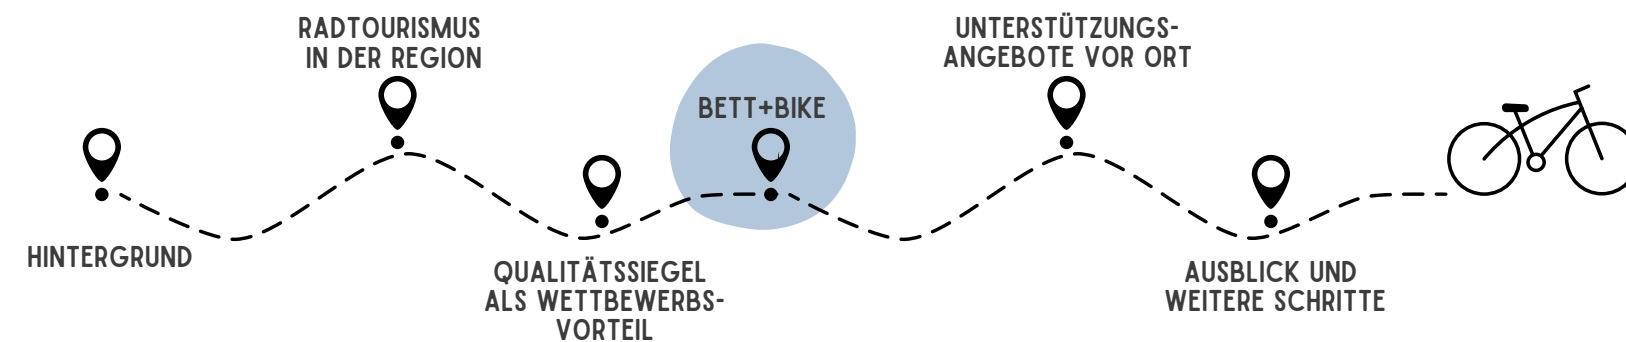 HINTERGRUND
RADTOURISMUS
IN DER REGION
QUALITÄTSSIEGEL
ALS WETTBEWERBS-
VORTEIL
BETT+BIKE
UNTERSTÜTZUNGS-
ANGEBOTE VOR ORT
AUSBLICK UND
WEITERE SCHRITTE